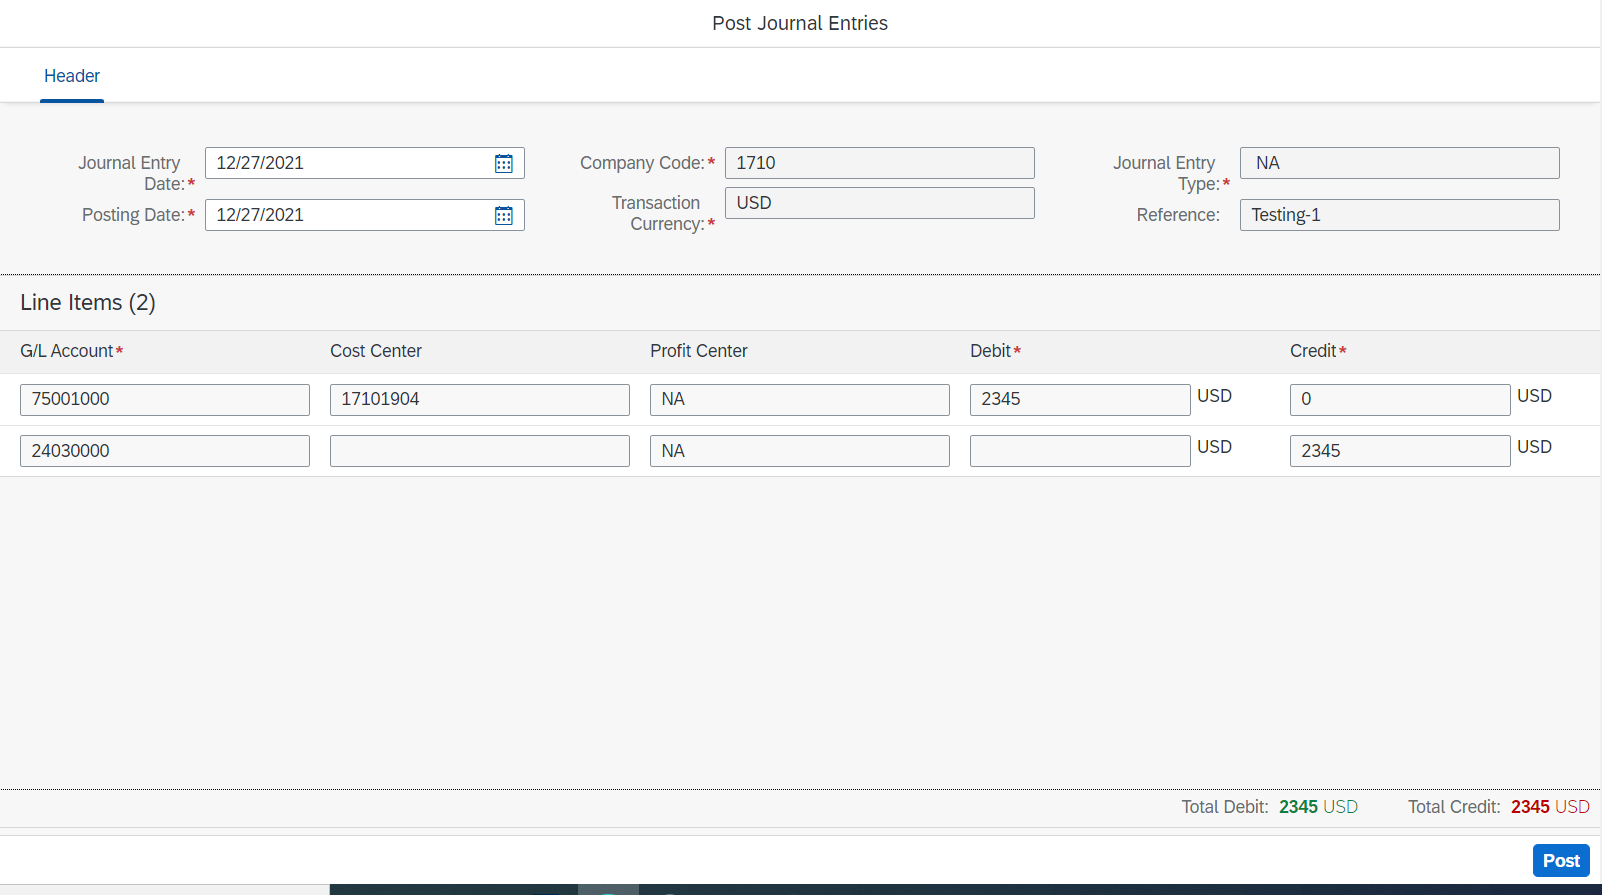 Post Journal Entries
Header
Journal Entry Date:* 12/27/2021
Company Code:* 1710
Journal Entry Type:* NA
Posting Date:* 12/27/2021
Transaction Currency:* USD
Reference: Testing-1
Line Items (2)
G/L Account* Cost Center Profit Center Debit* Credit*
75001000 17101904 NA 2345 USD 0 USD
24030000 NA USD 2345 USD
Total Debit: 2345 USD Total Credit: 2345 USD
Post